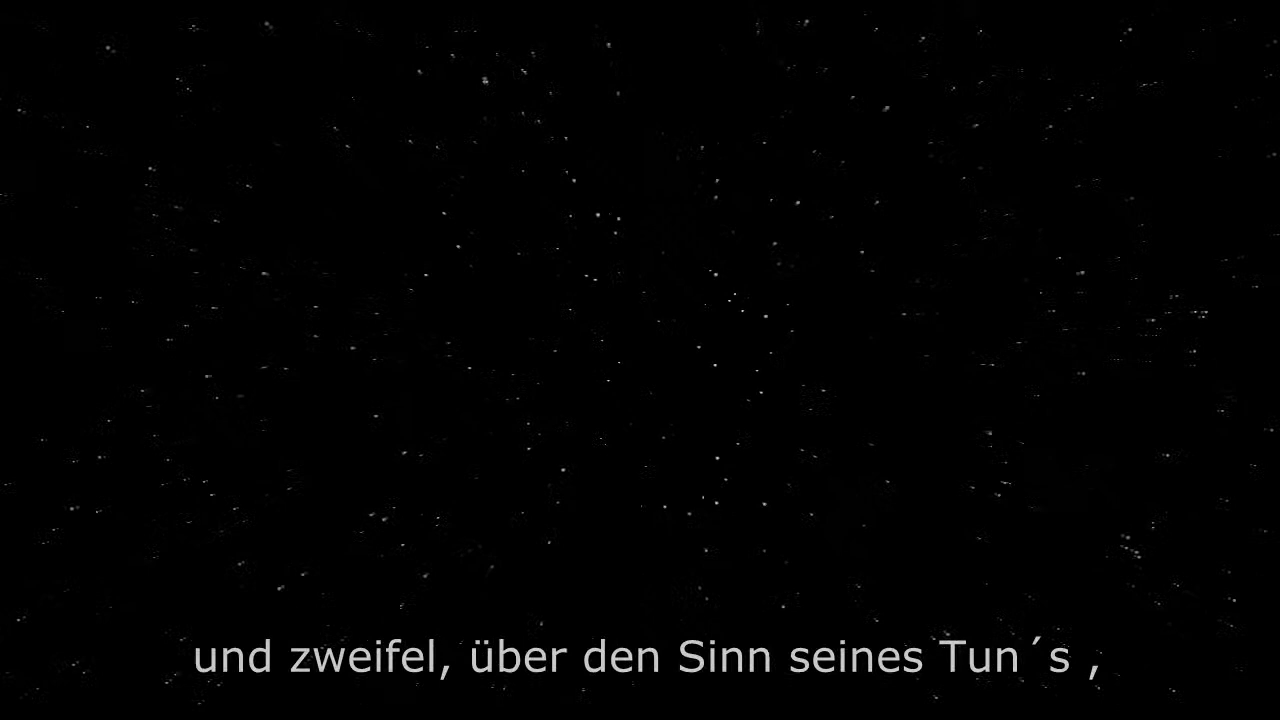 und zweifel, über den Sinn seines Tun´s ,